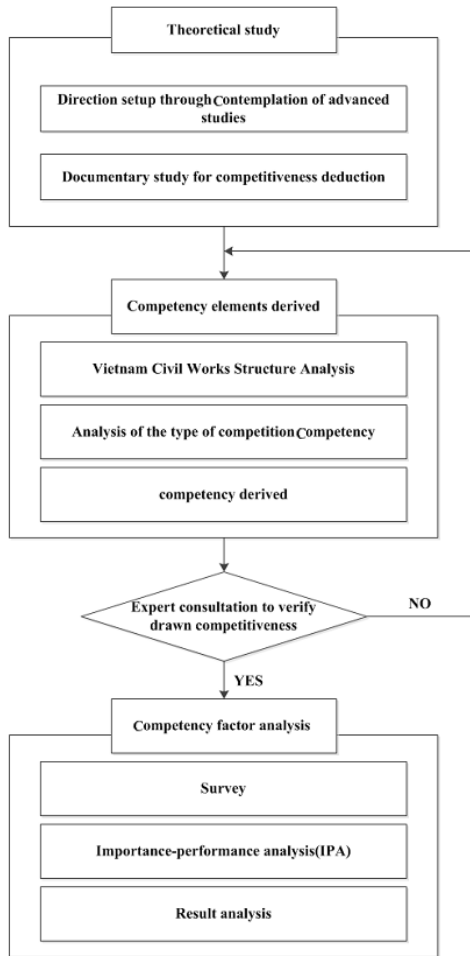 Theoretical study
Direction setup through Contemplation of advanced
studies
Documentary study for competitiveness deduction
Competency elements derived
Vietnam Civil Works Structure Analysis
Analysis of the type of competition Competency
competency derived
Expert consultation to verify
drawn competitiveness
NO
YES
Competency factor analysis
Survey
Importance-performance analysis(IPA)
Result analysis